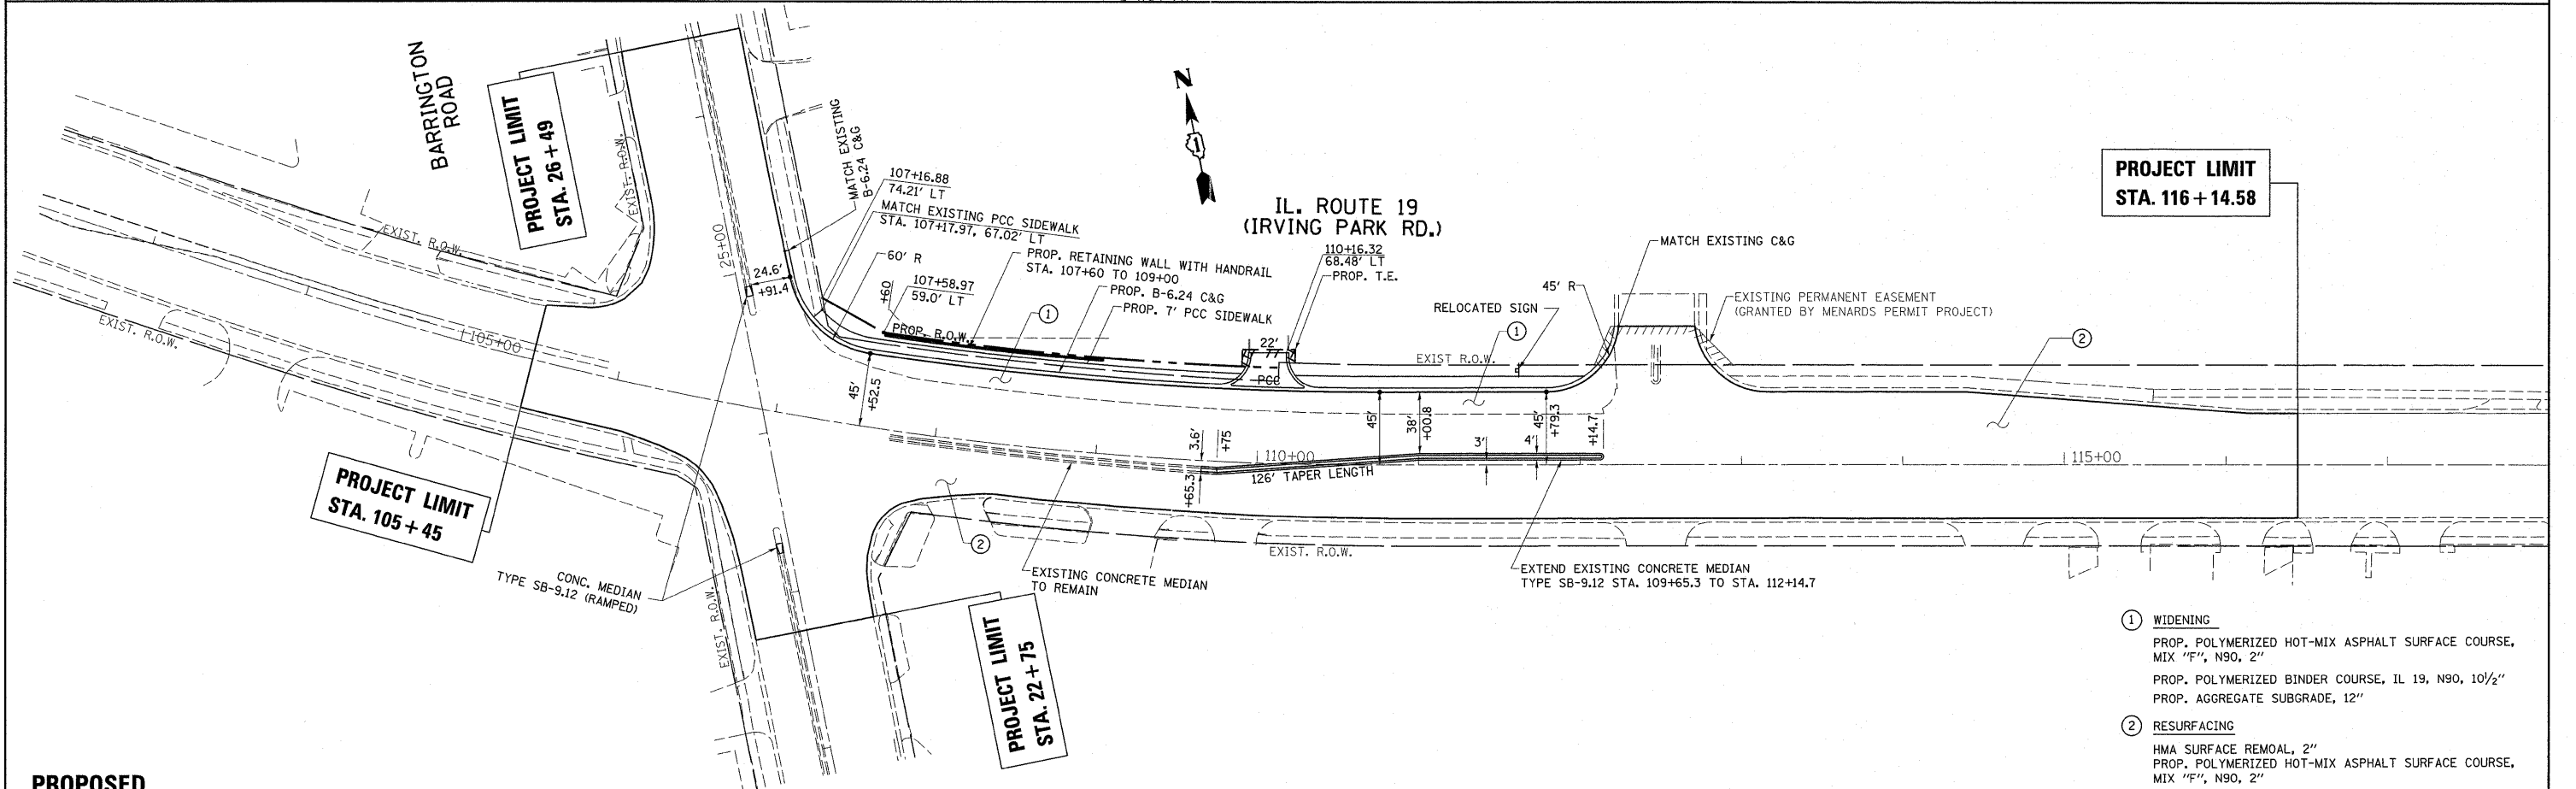 BARRINGTON
ROAD
PROJECT LIMIT
STA. 26+49
EXIST. R.O.W.
EXIST. R.O.W.
25+00
MATCH EXISTING
B-6.24 C&G
107+16.88
74.21' LT
MATCH EXISTING PCC SIDEWALK
STA. 107+17.97, 67.02' LT
60' R
PROP. RETAINING WALL WITH HANDRAIL
STA. 107+60 TO 109+00
107+58.97
59.0' LT
+60
PROP. B-6.24 C&G
PROP. 7' PCC SIDEWALK
PROP. R.O.W.
1
24.6'
+91.4
N
1
IL. ROUTE 19
(IRVING PARK RD.)
110+16.32
68.48' LT
PROP. T.E.
22'
PCC
RELOCATED SIGN
1
EXIST R.O.W.
45' R
MATCH EXISTING C&G
EXISTING PERMANENT EASEMENT
(GRANTED BY MENARDS PERMIT PROJECT)
PROJECT LIMIT
STA. 116+14.58
2
EXIST. R.O.W.
105+00
45'
+52.5
3.6'
+75
+65.3
110+00
126' TAPER LENGTH
45'
38'
+00.8
3'
4'
45'
+79.3
+14.7
115+00
PROJECT LIMIT
STA. 105+45
CONC. MEDIAN
TYPE SB-9.12 (RAMPED)
2
EXIST. R.O.W.
EXISTING CONCRETE MEDIAN
TO REMAIN
EXIST. R.O.W.
EXTEND EXISTING CONCRETE MEDIAN
TYPE SB-9.12 STA. 109+65.3 TO STA. 112+14.7
PROJECT LIMIT
STA. 22+75
1 WIDENING
PROP. POLYMERIZED HOT-MIX ASPHALT SURFACE COURSE,
MIX "F", N90, 2"
PROP. POLYMERIZED BINDER COURSE, IL 19, N90, 10½"
PROP. AGGREGATE SUBGRADE, 12"
2 RESURFACING
HMA SURFACE REMOAL, 2"
PROP. POLYMERIZED HOT-MIX ASPHALT SURFACE COURSE,
MIX "F", N90, 2"
PROPOSED